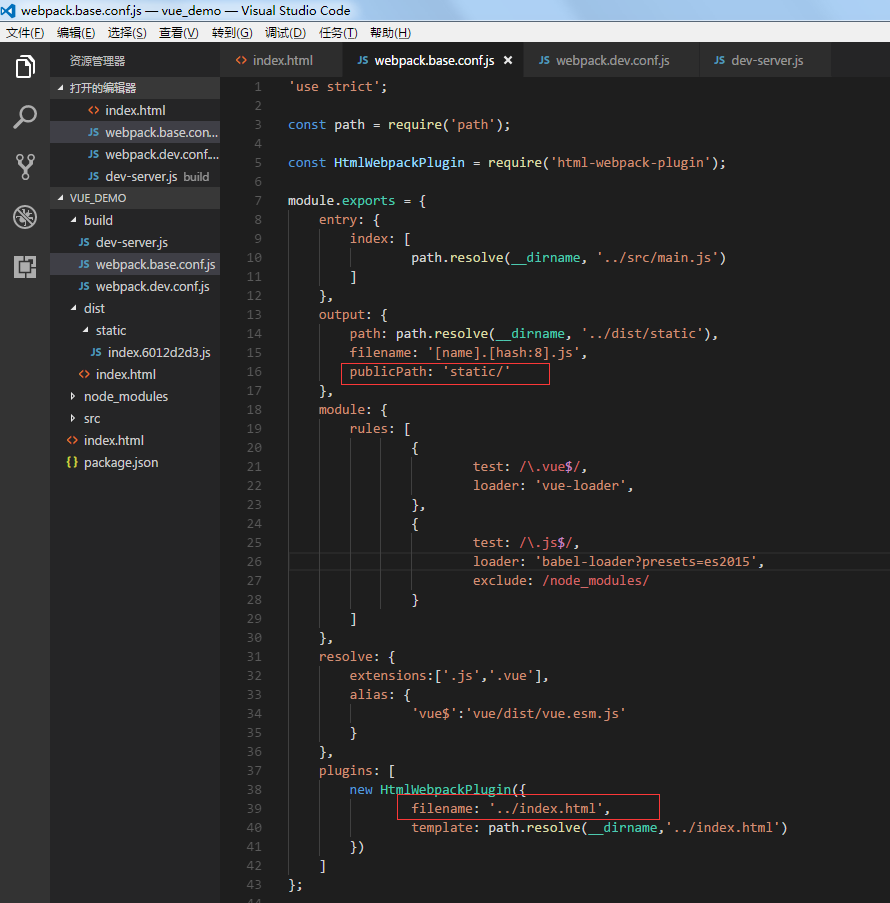 webpack.base.conf.js — vue_demo — Visual Studio Code
文件(F) 编辑(E) 选择(S) 查看(V) 转到(G) 调试(D) 任务(T) 帮助(H)
资源管理器
打开的编辑器
index.html
webpack.base.con...
webpack.dev.conf....
dev-server.js build
VUE_DEMO
build
dev-server.js
webpack.base.conf.js
webpack.dev.conf.js
dist
static
index.6012d2d3.js
index.html
node_modules
src
index.html
package.json
index.html
webpack.base.conf.js
webpack.dev.conf.js
dev-server.js
1 'use strict';
2
3 const path = require('path');
4
5 const HtmlWebpackPlugin = require('html-webpack-plugin');
6
7 module.exports = {
8 entry: {
9 index: [
10 path.resolve(__dirname, '../src/main.js')
11 ]
12 },
13 output: {
14 path: path.resolve(__dirname, '../dist/static'),
15 filename: '[name].[hash:8].js',
16 publicPath: 'static/'
17 },
18 module: {
19 rules: [
20 {
21 test: /\.vue$/,
22 loader: 'vue-loader',
23 },
24 {
25 test: /\.js$/,
26 loader: 'babel-loader?presets=es2015',
27 exclude: /node_modules/
28 }
29 ]
30 },
31 resolve: {
32 extensions:['.js','.vue'],
33 alias: {
34 'vue$':'vue/dist/vue.esm.js'
35 }
36 },
37 plugins: [
38 new HtmlWebpackPlugin({
39 filename: '../index.html',
40 template: path.resolve(__dirname,'../index.html')
41 })
42 ]
43 };
44